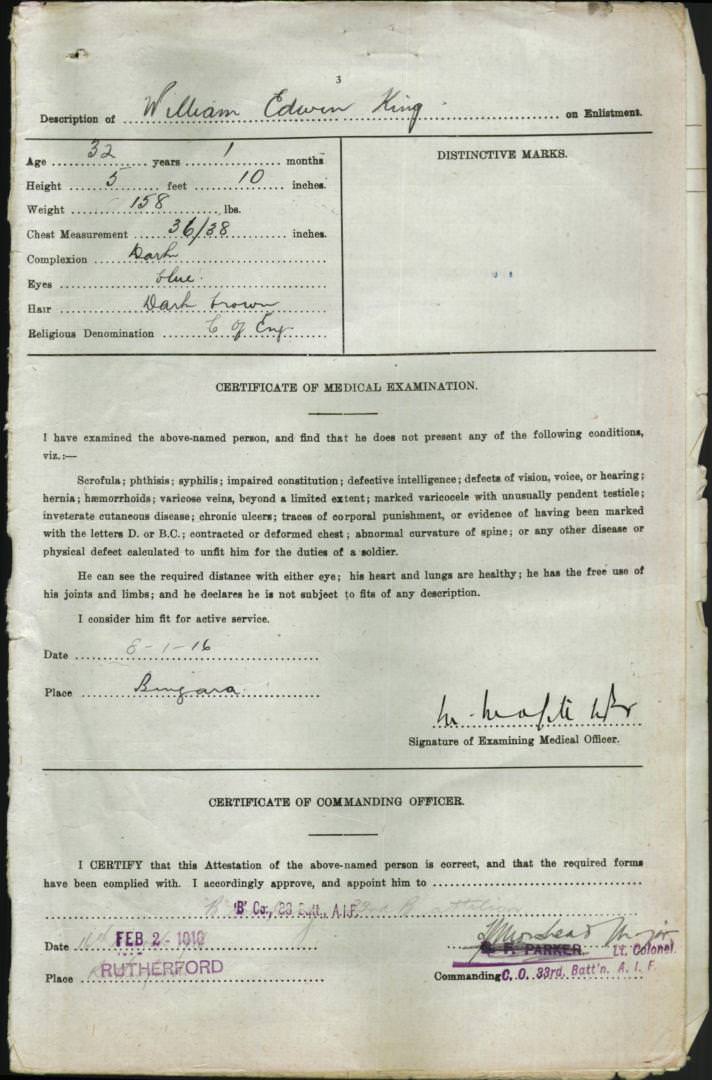 3
Description of William Edwin King on Enlistment.
Age 32 years 1 months
Height 5 feet 10 inches.
Weight 158 lbs.
Chest Measurement 36/38 inches.
Complexion Dark
Eyes blue.
Hair Dark brown
Religious Denomination C of Eng
DISTINCTIVE MARKS.
CERTIFICATE OF MEDICAL EXAMINATION.
I have examined the above-named person, and find that he does not present any of the following conditions,
viz.:—
Scrofula; phthisis; syphilis; impaired constitution; defective intelligence; defects of vision, voice, or hearing;
hernia; hæmorrhoids; varicose veins, beyond a limited extent; marked varicocele with unusually pendent testicle;
inveterate cutaneous disease; chronic ulcers; traces of corporal punishment, or evidence of having been marked
with the letters D. or B.C.; contracted or deformed chest; abnormal curvature of spine; or any other disease or
physical defect calculated to unfit him for the duties of a soldier.
He can see the required distance with either eye; his heart and lungs are healthy; he has the free use of
his joints and limbs; and he declares he is not subject to fits of any description.
I consider him fit for active service.
Date 8-1-16
Place Bingara
Signature of Examining Medical Officer.
CERTIFICATE OF COMMANDING OFFICER.
I CERTIFY that this Attestation of the above-named person is correct, and that the required forms
have been complied with. I accordingly approve, and appoint him to
'B' Co., 33 Batt., A.I.F.
Date FEB 2-1916
Morshead Major
PARKER Lt. Colonel.
Place RUTHERFORD
Commanding C.O. 33rd. Batt'n. A. I. F.